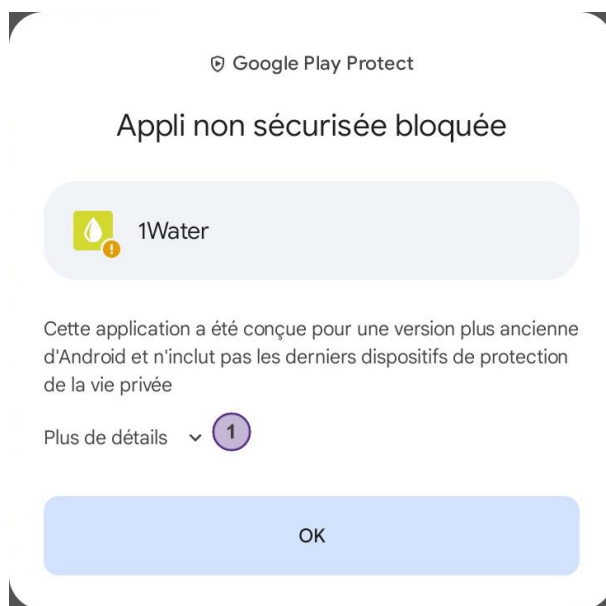 Google Play Protect
Appli non sécurisée bloquée
1Water
Cette application a été conçue pour une version plus ancienne
d'Android et n'inclut pas les derniers dispositifs de protection
de la vie privée
Plus de détails 1
OK